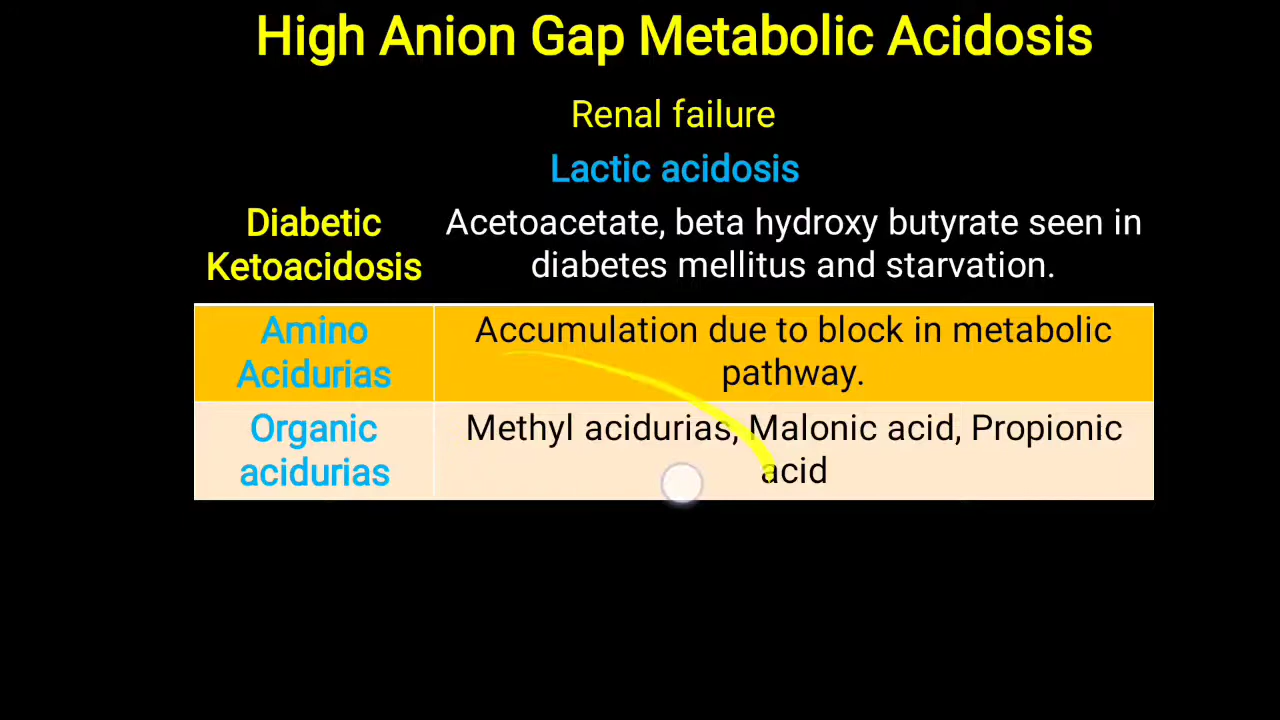 High Anion Gap Metabolic Acidosis
Renal failure
Lactic acidosis
Diabetic
Ketoacidosis
Acetoacetate, beta hydroxy butyrate seen in
diabetes mellitus and starvation.
Amino
Acidurias
Accumulation due to block in metabolic
pathway.
Organic
acidurias
Methyl acidurias, Malonic acid, Propionic
acid